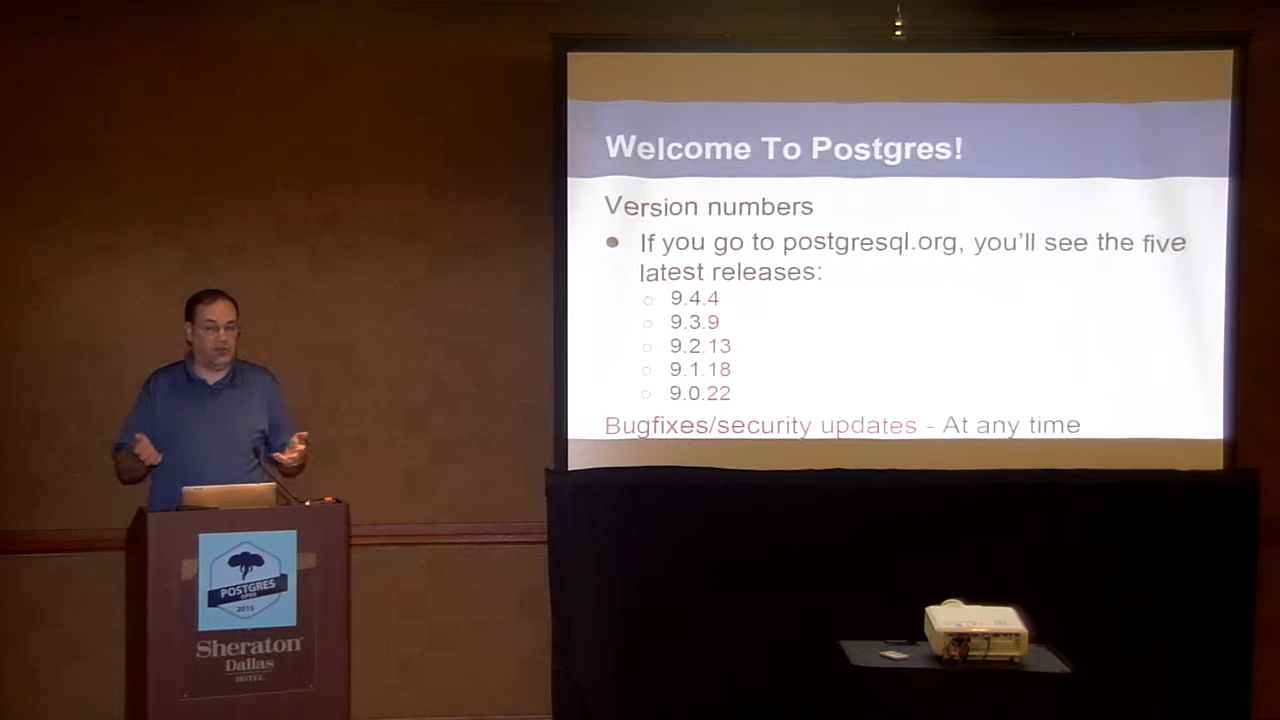 Welcome To Postgres!
Version numbers
● If you go to postgresql.org, you'll see the five
latest releases:
○ 9.4.4
○ 9.3.9
○ 9.2.13
○ 9.1.18
○ 9.0.22
Bugfixes/security updates - At any time
POSTGRES
OPEN
2015
Sheraton
Dallas
HOTEL